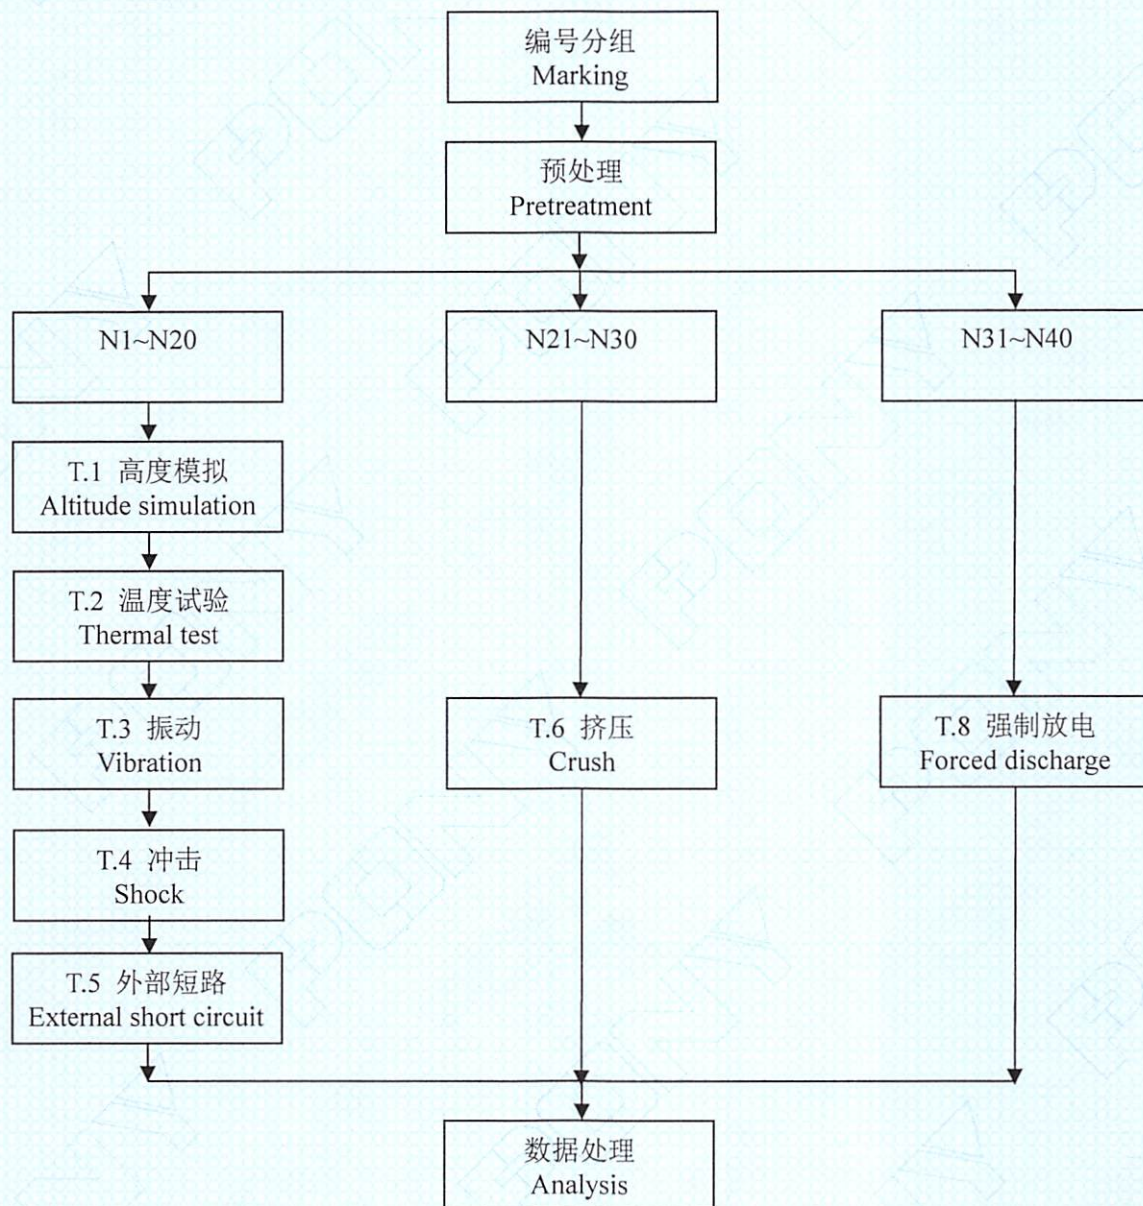 编号分组
Marking
预处理
Pretreatment
N1~N20
N21~N30
N31~N40
T.1 高度模拟
Altitude simulation
T.2 温度试验
Thermal test
T.3 振动
Vibration
T.6 挤压
Crush
T.8 强制放电
Forced discharge
T.4 冲击
Shock
T.5 外部短路
External short circuit
数据处理
Analysis